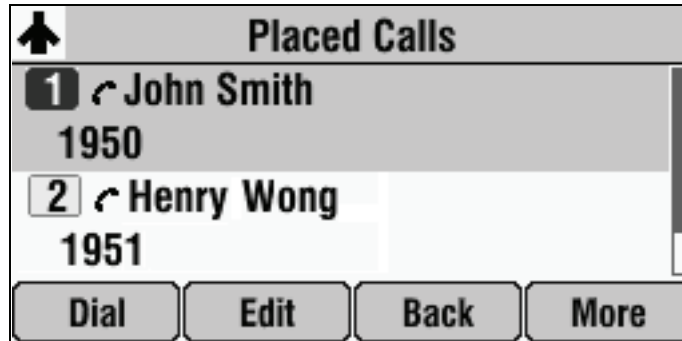 Placed Calls
1 John Smith
1950
2 Henry Wong
1951
Dial Edit Back More